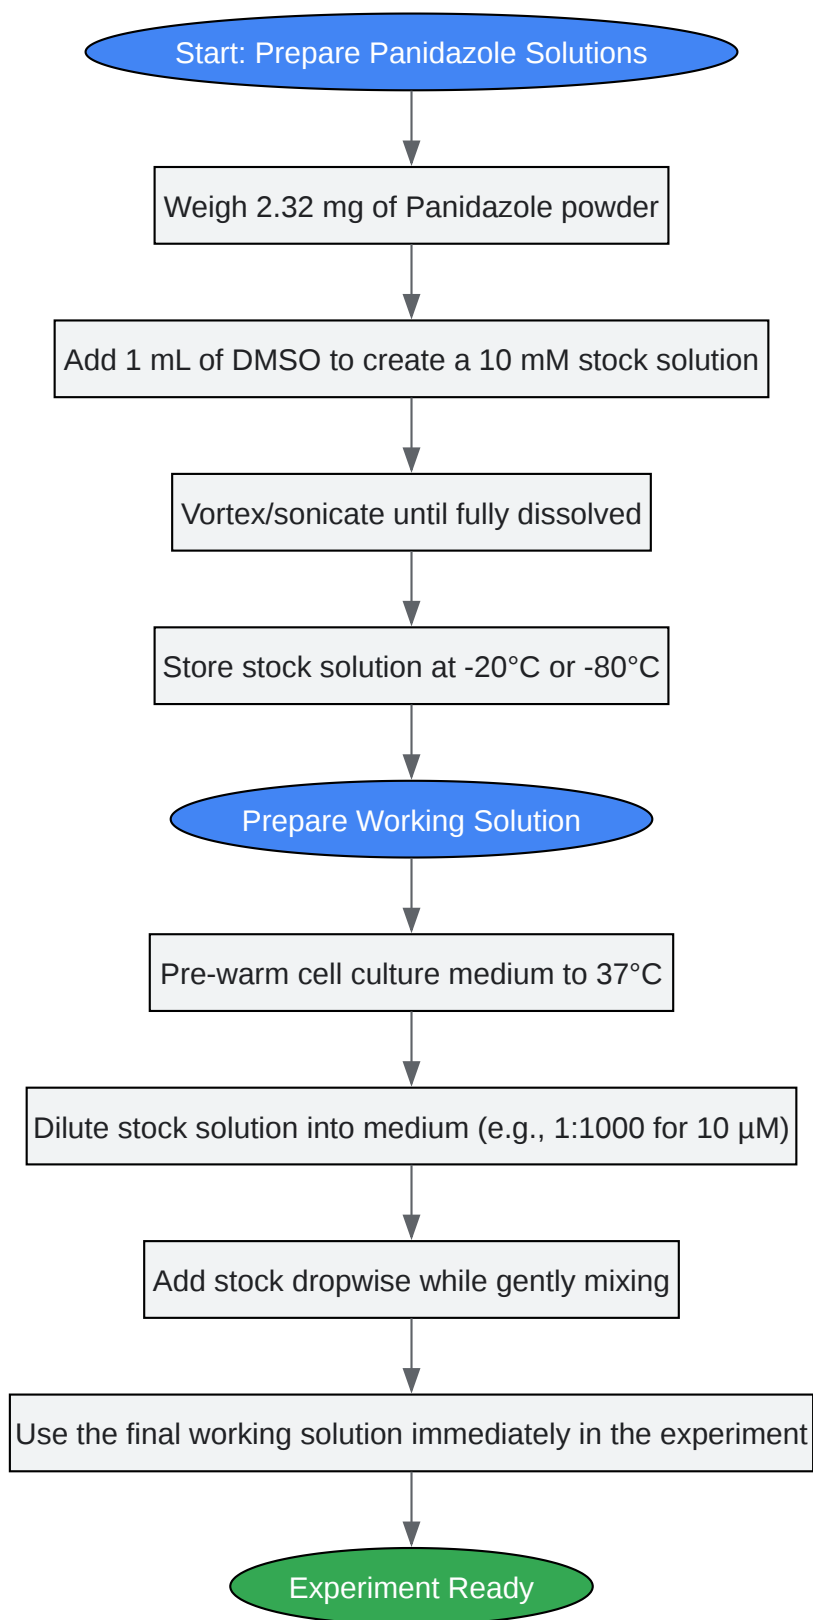 Start: Prepare Panidazole Solutions
Weigh 2.32 mg of Panidazole powder
Add 1 mL of DMSO to create a 10 mM stock solution
Vortex/sonicate until fully dissolved
Store stock solution at -20°C or -80°C
Prepare Working Solution
Pre-warm cell culture medium to 37°C
Dilute stock solution into medium (e.g., 1:1000 for 10 µM)
Add stock dropwise while gently mixing
Use the final working solution immediately in the experiment
Experiment Ready